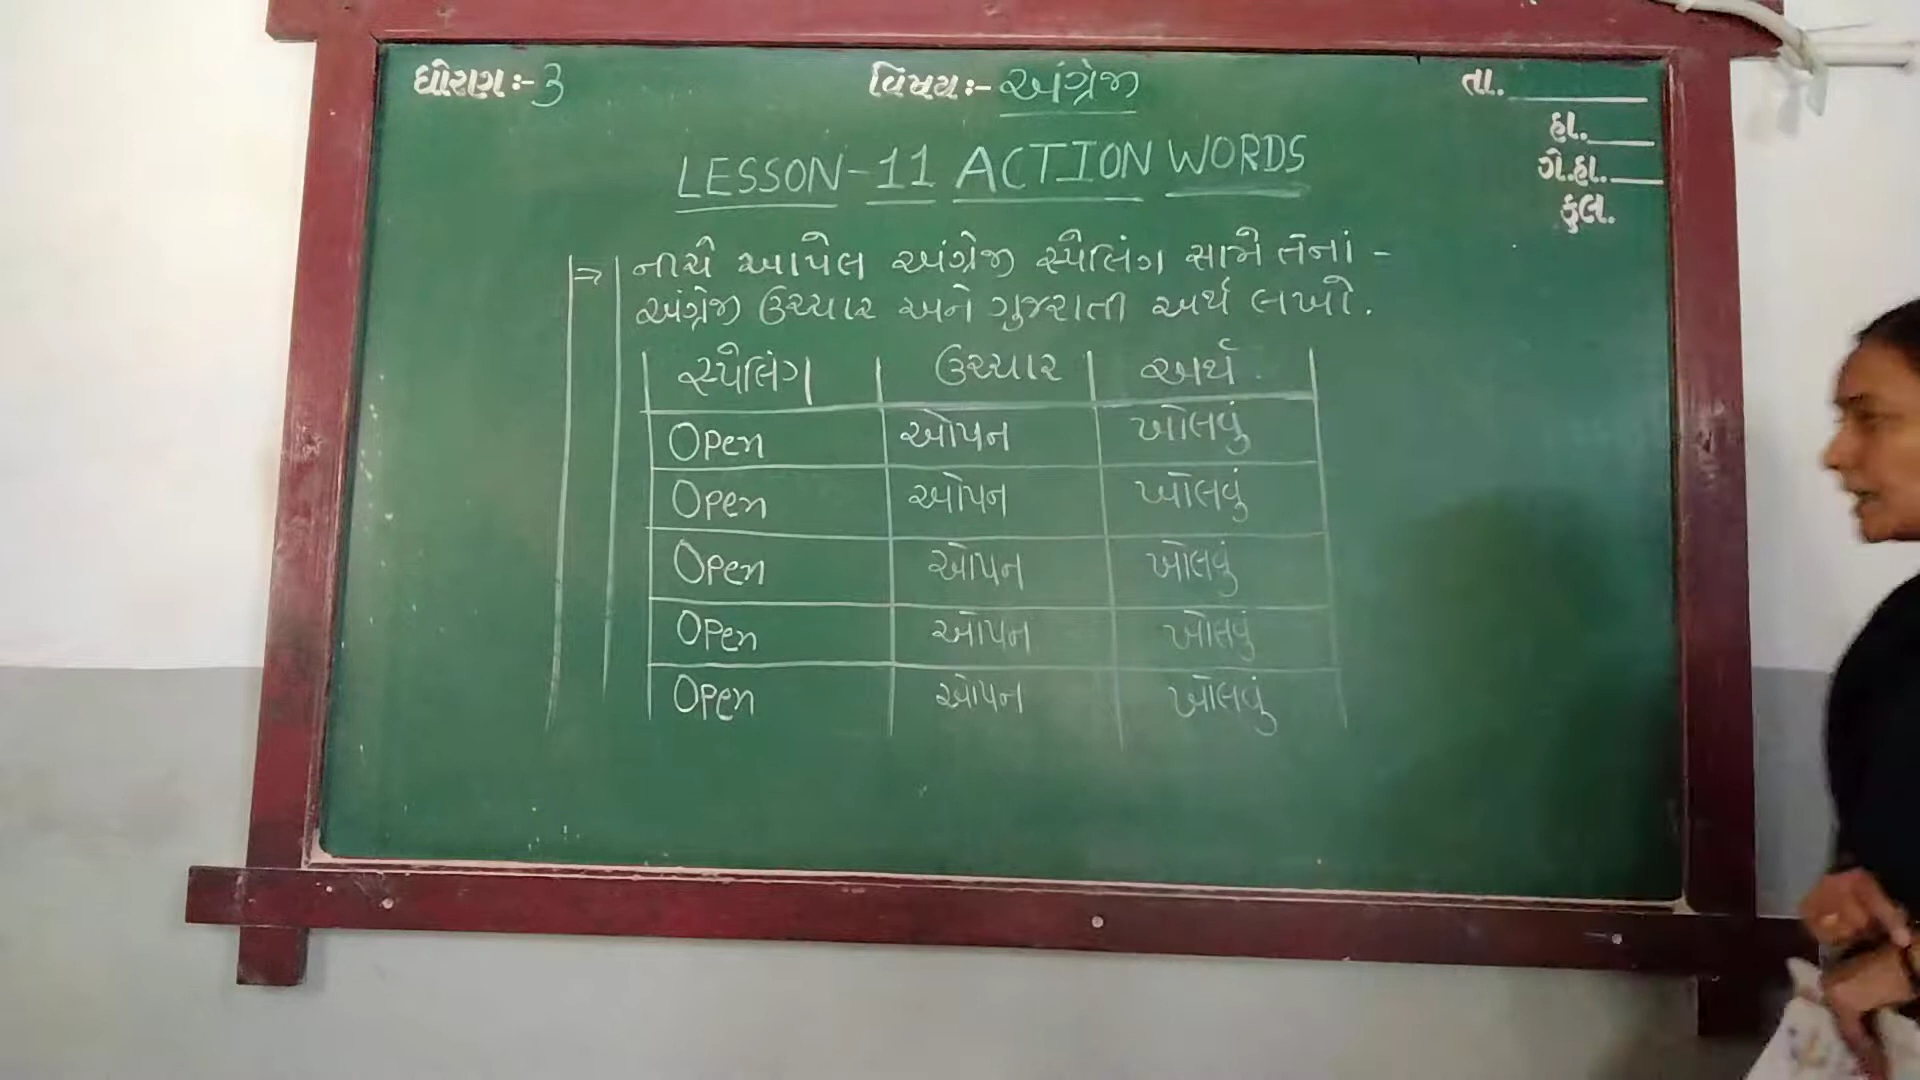 ધોરણ:- 3 વિષય:- અંગ્રેજી તા.
હા.
ગે.હા.
કુલ.
LESSON-11 ACTION WORDS
⇒ નીચે આપેલ અંગ્રેજી સ્પેલિંગ સામે તેનાં -
અંગ્રેજી ઉચ્ચાર અને ગુજરાતી અર્થ લખો.
સ્પેલિંગ ઉચ્ચાર અર્થ
Open ઓપન ખોલવું
Open ઓપન ખોલવું
Open ઓપન ખોલવું
Open ઓપન ખોલવું
Open ઓપન ખોલવું